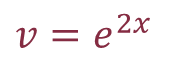 v = e^{2x}